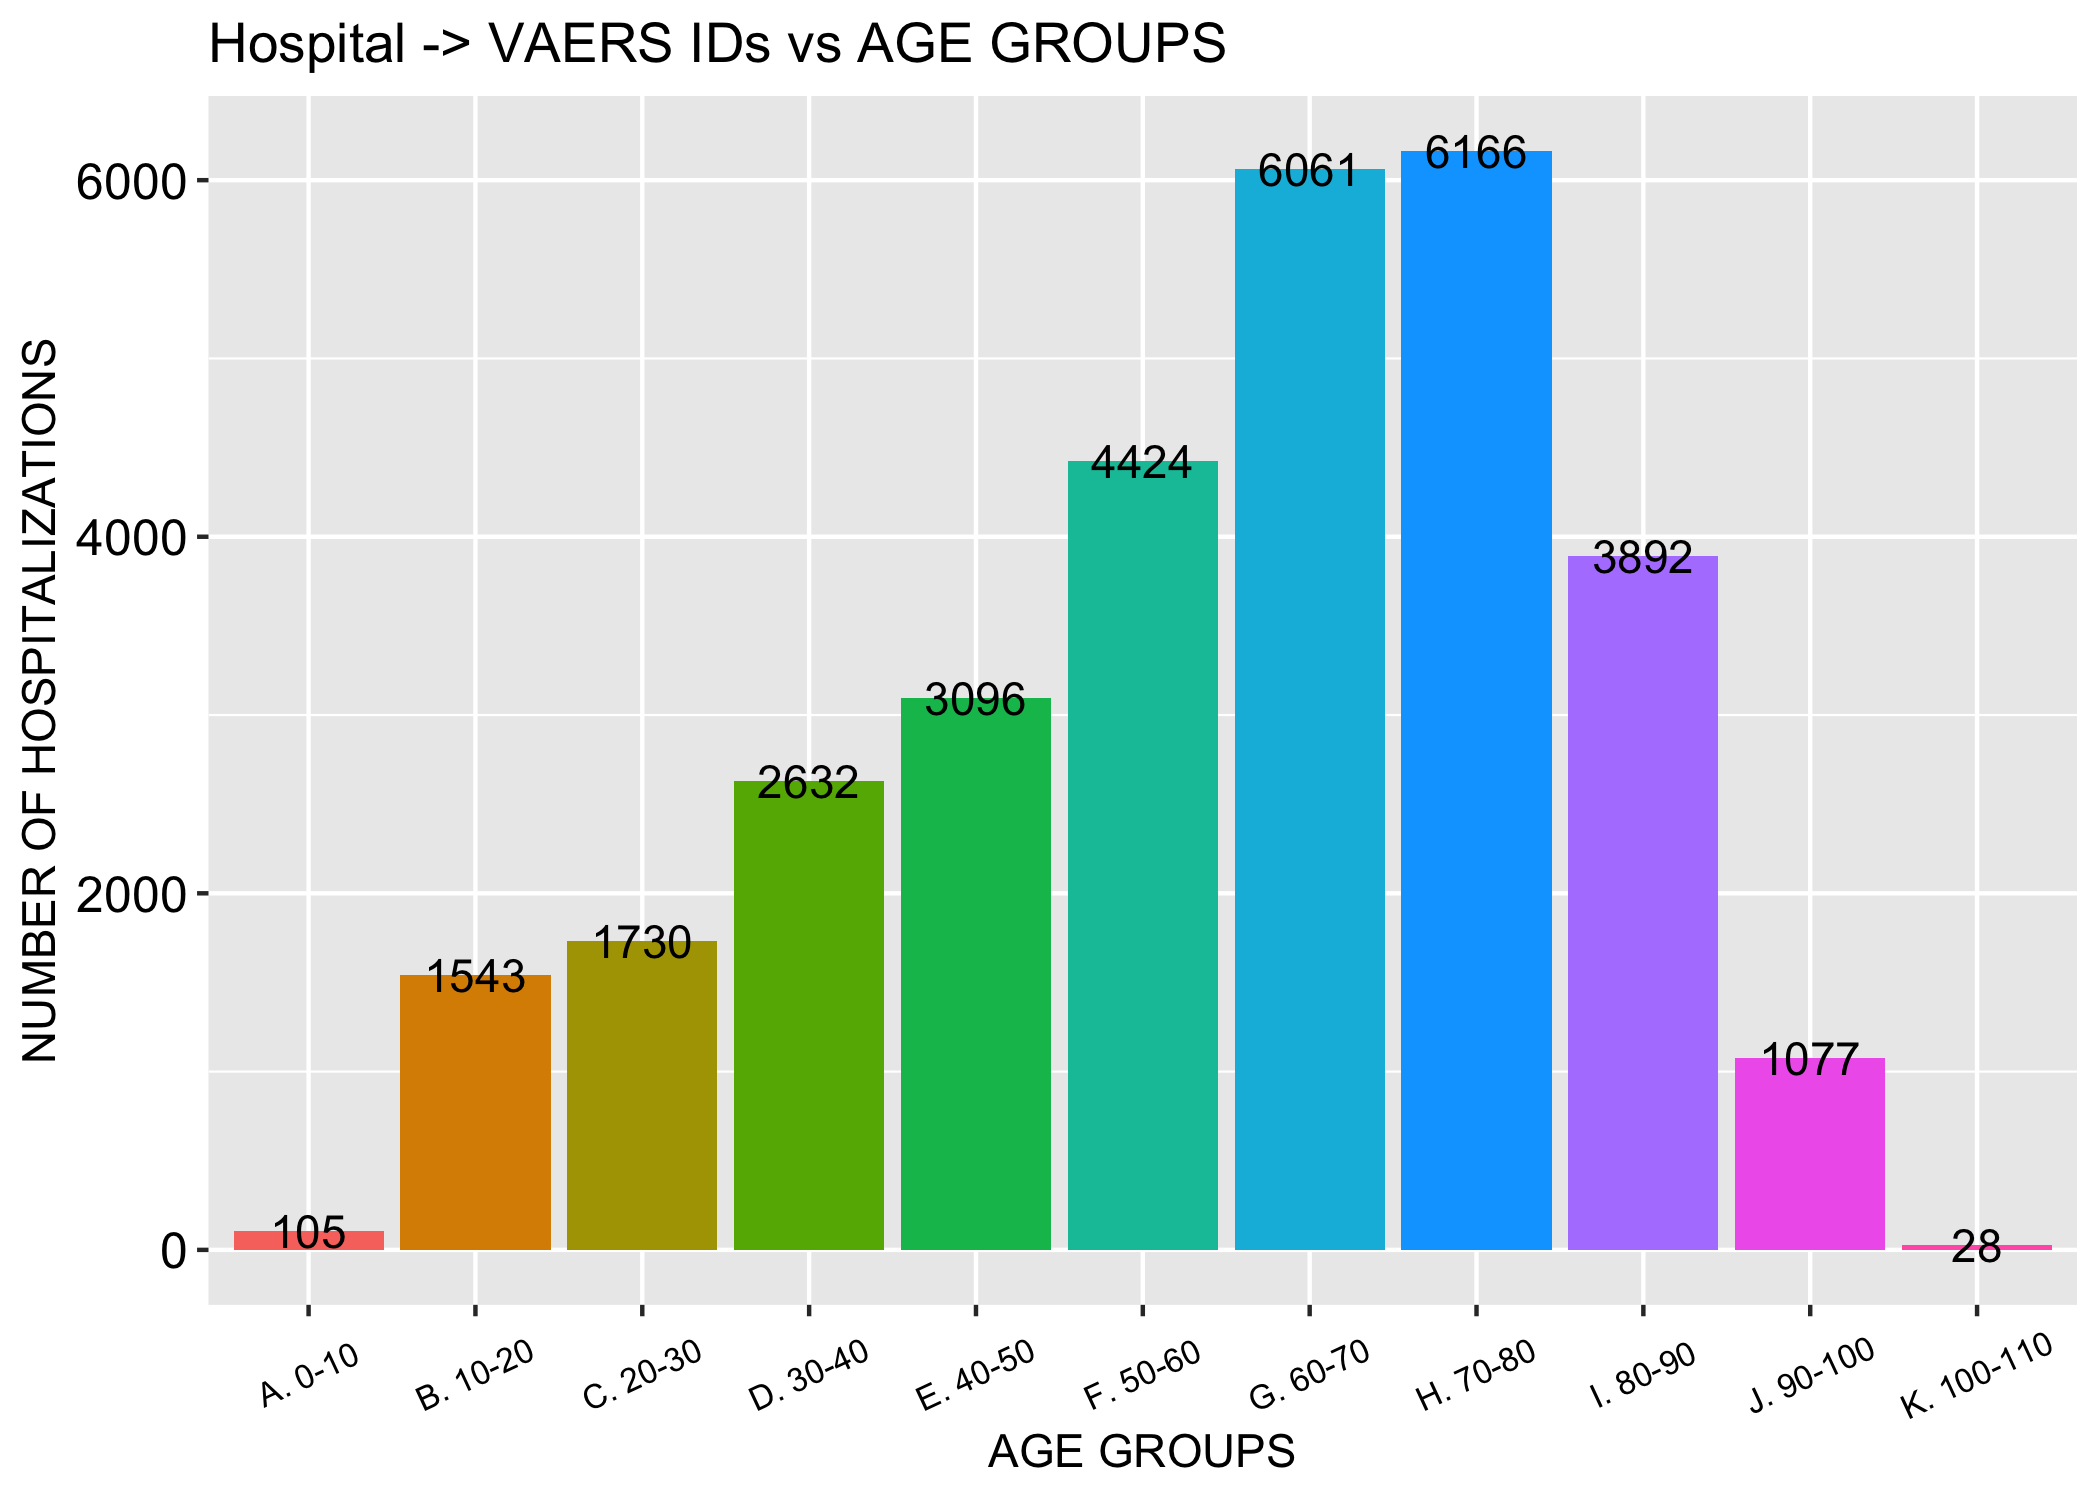 Hospital -> VAERS IDs vs AGE GROUPS
NUMBER OF HOSPITALIZATIONS
6000
4000
2000
0
105
1543
1730
2632
3096
4424
6061
6166
3892
1077
28
A. 0-10
B. 10-20
C. 20-30
D. 30-40
E. 40-50
F. 50-60
G. 60-70
H. 70-80
I. 80-90
J. 90-100
K. 100-110
AGE GROUPS